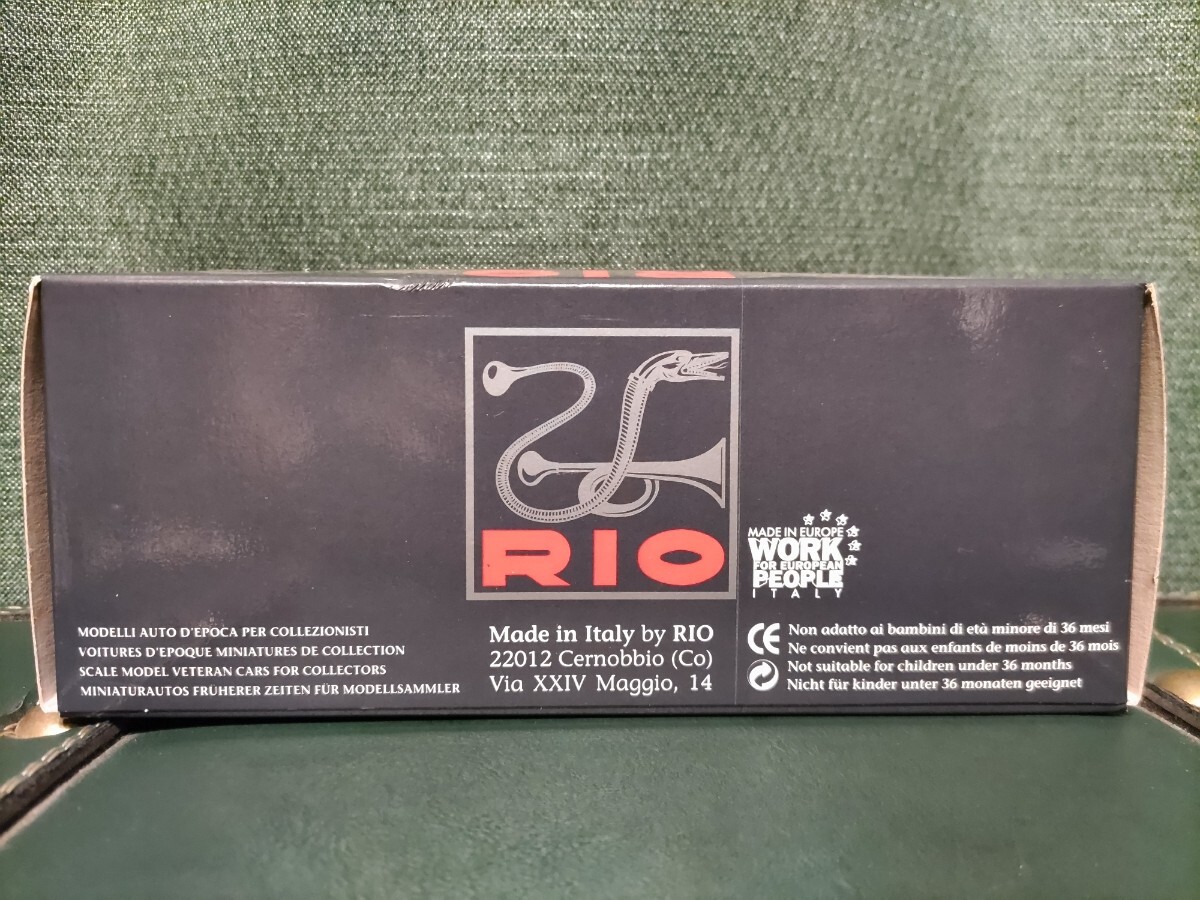 RIO
MADE IN EUROPE
WORK
FOR EUROPEAN
PEOPLE
ITALY
MODELLI AUTO D'EPOCA PER COLLEZIONISTI
VOITURES D'EPOQUE MINIATURES DE COLLECTION
SCALE MODEL VETERAN CARS FOR COLLECTORS
MINIATURAUTOS FRÜHERER ZEITEN FÜR MODELLSAMMLER
Made in Italy by RIO
22012 Cernobbio (Co)
Via XXIV Maggio, 14
CE
Non adatto ai bambini di età minore di 36 mesi
Ne convient pas aux enfants de moins de 36 mois
Not suitable for children under 36 months
Nicht für kinder unter 36 monaten geeignet